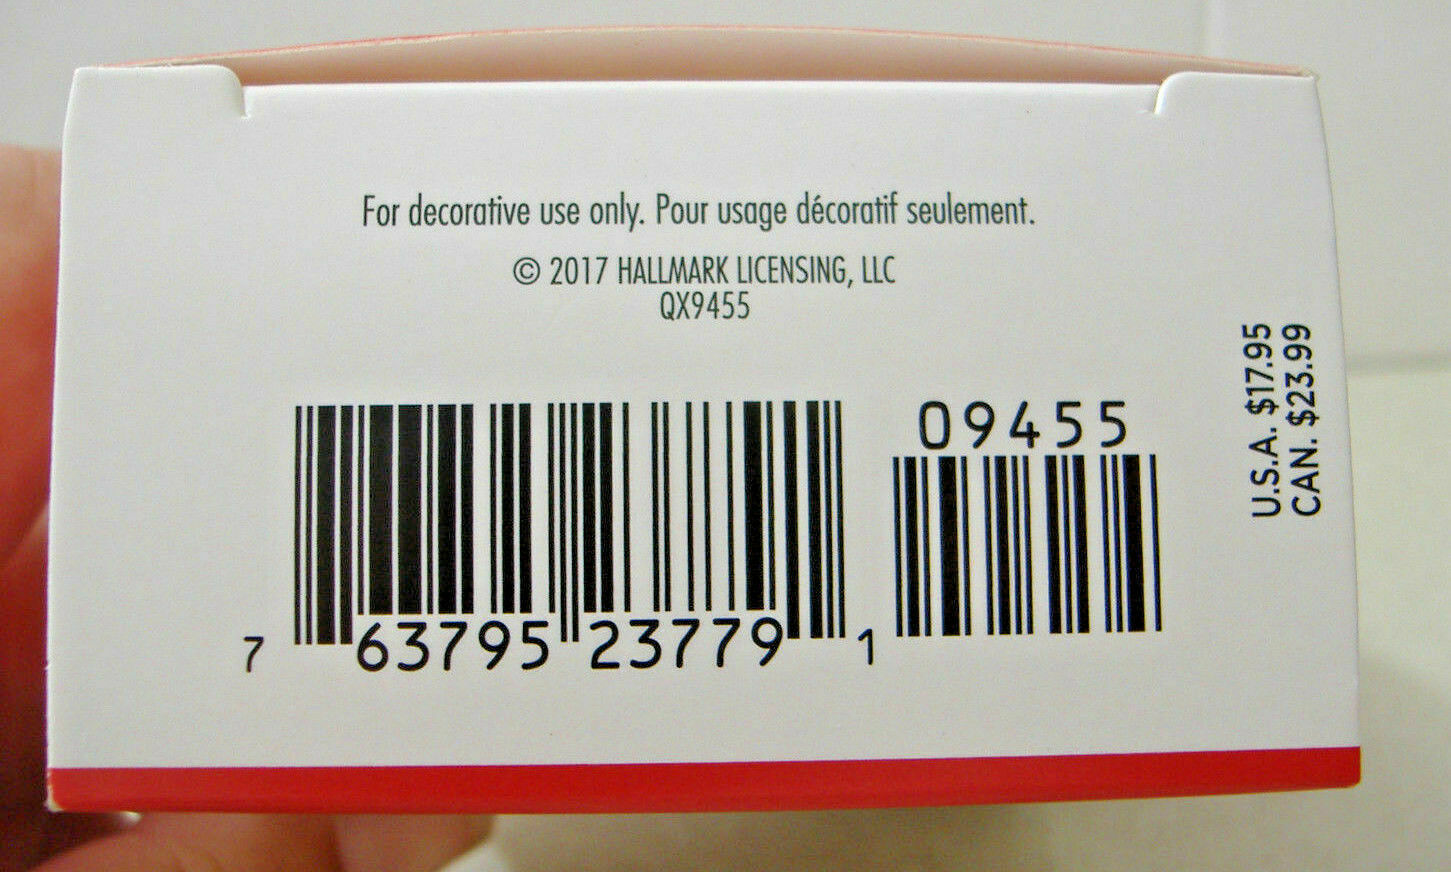 For decorative use only. Pour usage décoratif seulement.
© 2017 HALLMARK LICENSING, LLC
QX9455
U.S.A. $17.95
CAN. $23.99
09455
7 63795 23779 1